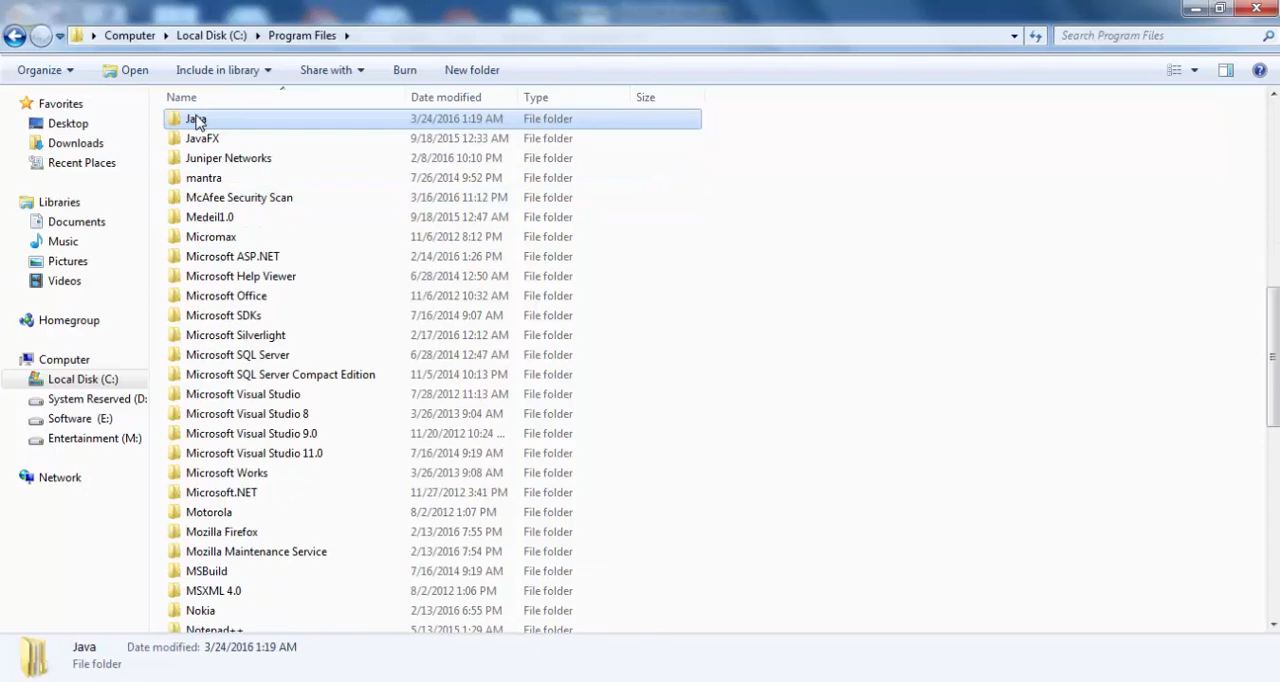 Computer Local Disk (C:) Program Files Search Program Files
Organize Open Include in library Share with Burn New folder
Name Date modified Type Size
Favorites
Desktop
Downloads
Recent Places
Libraries
Documents
Music
Pictures
Videos
Homegroup
Computer
Local Disk (C:)
System Reserved (D:
Software (E:)
Entertainment (M:)
Network
Java 3/24/2016 1:19 AM File folder
JavaFX 9/18/2015 12:33 AM File folder
Juniper Networks 2/8/2016 10:10 PM File folder
mantra 7/26/2014 9:52 PM File folder
McAfee Security Scan 3/16/2016 11:12 PM File folder
Medeil1.0 9/18/2015 12:47 AM File folder
Micromax 11/6/2012 8:12 PM File folder
Microsoft ASP.NET 2/14/2016 1:26 PM File folder
Microsoft Help Viewer 6/28/2014 12:50 AM File folder
Microsoft Office 11/6/2012 10:32 AM File folder
Microsoft SDKs 7/16/2014 9:07 AM File folder
Microsoft Silverlight 2/17/2016 12:12 AM File folder
Microsoft SQL Server 6/28/2014 12:47 AM File folder
Microsoft SQL Server Compact Edition 11/5/2014 10:13 PM File folder
Microsoft Visual Studio 7/28/2012 11:13 AM File folder
Microsoft Visual Studio 8 3/26/2013 9:04 AM File folder
Microsoft Visual Studio 9.0 11/20/2012 10:24 ... File folder
Microsoft Visual Studio 11.0 7/16/2014 9:19 AM File folder
Microsoft Works 3/26/2013 9:08 AM File folder
Microsoft.NET 11/27/2012 3:41 PM File folder
Motorola 8/2/2012 1:07 PM File folder
Mozilla Firefox 2/13/2016 7:55 PM File folder
Mozilla Maintenance Service 2/13/2016 7:54 PM File folder
MSBuild 7/16/2014 9:19 AM File folder
MSXML 4.0 8/2/2012 1:06 PM File folder
Nokia 2/13/2016 6:55 PM File folder
Notepad++ 5/13/2015 1:29 AM File folder
Java Date modified: 3/24/2016 1:19 AM
File folder